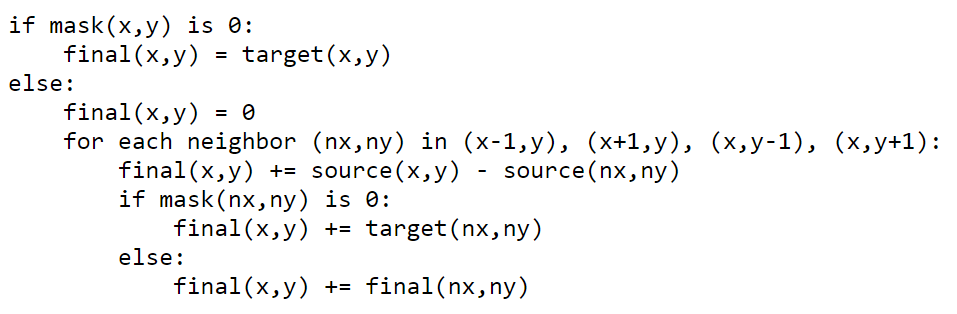 if mask(x,y) is 0:
    final(x,y) = target(x,y)
else:
    final(x,y) = 0
    for each neighbor (nx,ny) in (x-1,y), (x+1,y), (x,y-1), (x,y+1):
        final(x,y) += source(x,y) - source(nx,ny)
        if mask(nx,ny) is 0:
            final(x,y) += target(nx,ny)
        else:
            final(x,y) += final(nx,ny)